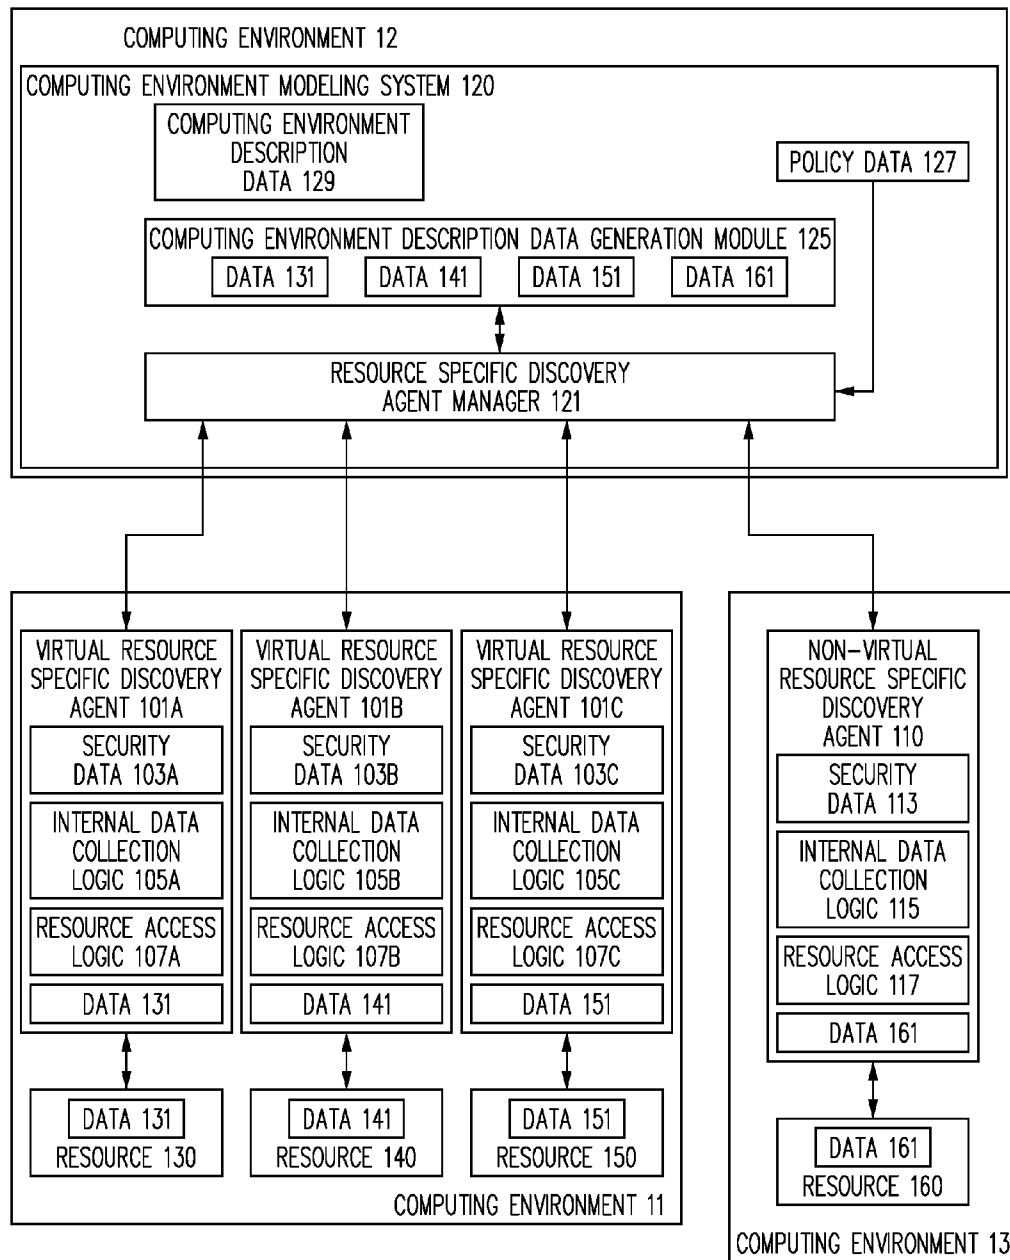 COMPUTING ENVIRONMENT 12
COMPUTING ENVIRONMENT MODELING SYSTEM 120
COMPUTING ENVIRONMENT
DESCRIPTION
DATA 129
POLICY DATA 127
COMPUTING ENVIRONMENT DESCRIPTION DATA GENERATION MODULE 125
DATA 131
DATA 141
DATA 151
DATA 161
RESOURCE SPECIFIC DISCOVERY
AGENT MANAGER 121
VIRTUAL RESOURCE
SPECIFIC DISCOVERY
AGENT 101A
SECURITY
DATA 103A
INTERNAL DATA
COLLECTION
LOGIC 105A
RESOURCE ACCESS
LOGIC 107A
DATA 131
DATA 131
RESOURCE 130
VIRTUAL RESOURCE
SPECIFIC DISCOVERY
AGENT 101B
SECURITY
DATA 103B
INTERNAL DATA
COLLECTION
LOGIC 105B
RESOURCE ACCESS
LOGIC 107B
DATA 141
DATA 141
RESOURCE 140
VIRTUAL RESOURCE
SPECIFIC DISCOVERY
AGENT 101C
SECURITY
DATA 103C
INTERNAL DATA
COLLECTION
LOGIC 105C
RESOURCE ACCESS
LOGIC 107C
DATA 151
DATA 151
RESOURCE 150
COMPUTING ENVIRONMENT 11
NON-VIRTUAL
RESOURCE SPECIFIC
DISCOVERY
AGENT 110
SECURITY
DATA 113
INTERNAL DATA
COLLECTION
LOGIC 115
RESOURCE ACCESS
LOGIC 117
DATA 161
DATA 161
RESOURCE 160
COMPUTING ENVIRONMENT 13